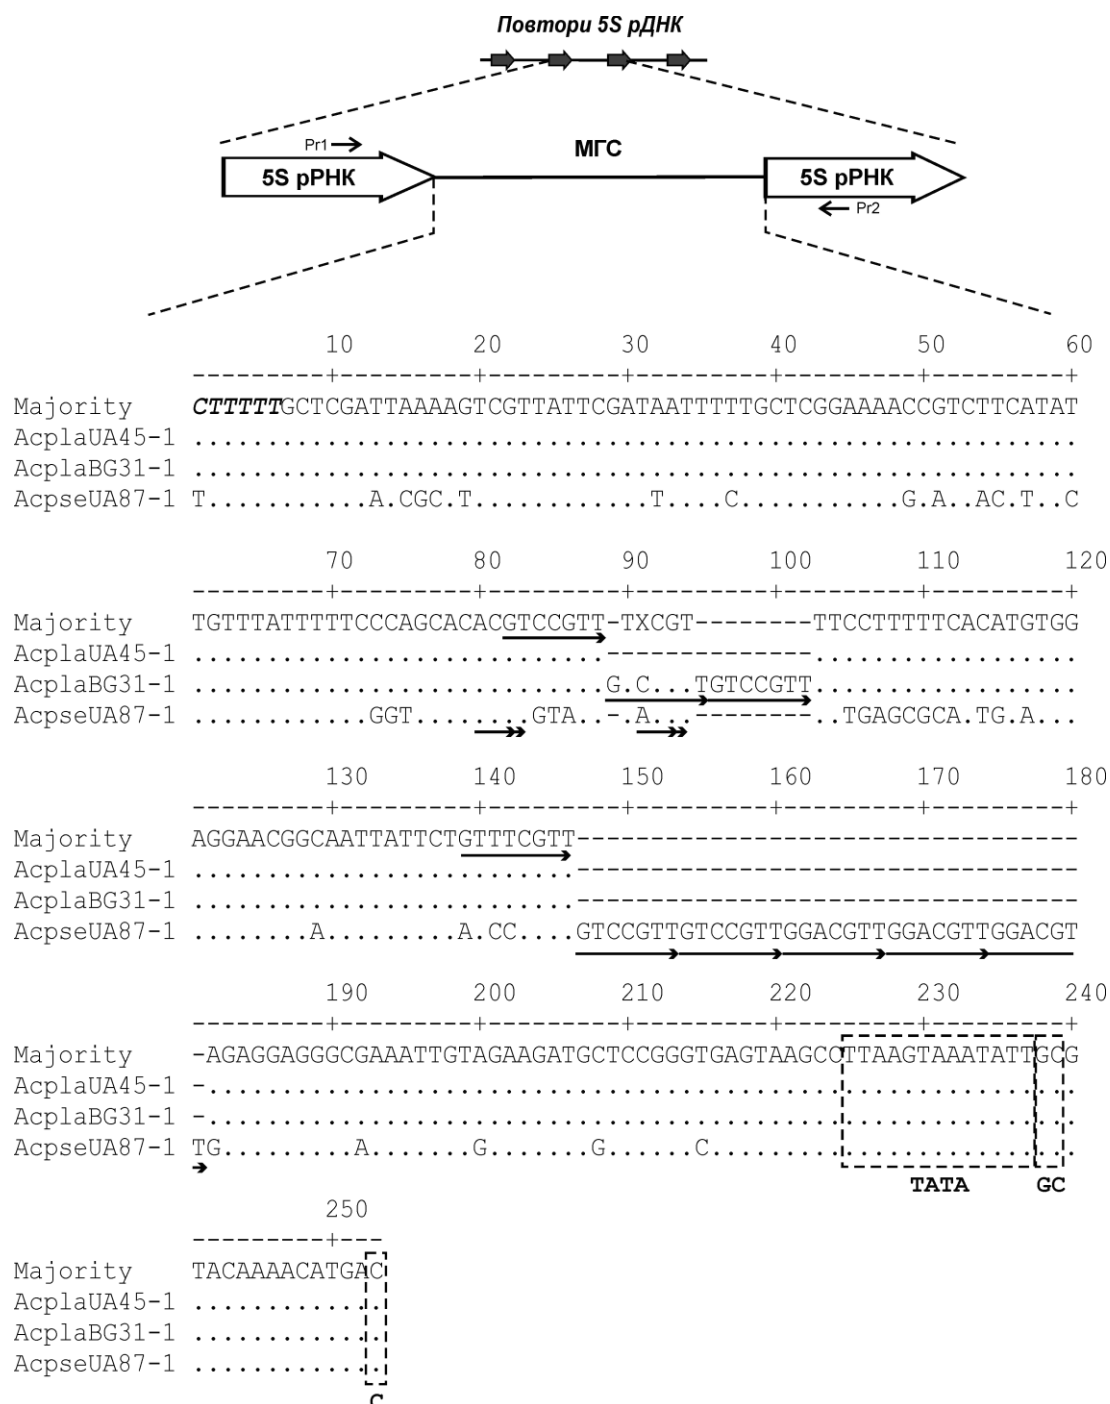 Повтори 5S рДНК
Pr1
МГС
5S рРНК
5S рРНК
Pr2
10 20 30 40 50 60
---------+---------+---------+---------+---------+---------+
Majority CTTTTTGCTCGATTAAAAGTCGTTATTCGATAATTTTTGCTCGGAAAACCGTCTTCATAT
AcplaUA45-1 ............................................................
AcplaBG31-1 ............................................................
AcpseUA87-1 T...........A.CGC.T............T....C...........G.A..AC.T..C
70 80 90 100 110 120
---------+---------+---------+---------+---------+---------+
Majority TGTTTATTTTTCCCAGCACACGTCCGTT-TXCGT--------TTCCTTTTTCACATGTGG
AcplaUA45-1 ............................--------------..................
AcplaBG31-1 ............................G.C...TGTCCGTT..................
AcpseUA87-1 ............GGT........GTA..-.A...--------..TGAGCGCA.TG.A...
130 140 150 160 170 180
---------+---------+---------+---------+---------+---------+
Majority AGGAACGGCAATTATTCTGTTTCGTT----------------------------------
AcplaUA45-1 ..........................----------------------------------
AcplaBG31-1 ..........................----------------------------------
AcpseUA87-1 ........A.........A.CC....GTCCGTTGTCCGTTGGACGTTGGACGTTGGACGT
190 200 210 220 230 240
---------+---------+---------+---------+---------+---------+
Majority -AGAGGAGGGCGAAATTGTAGAAGATGCTCCGGGTGAGTAAGCCTTAAGTAAATATTGCG
AcplaUA45-1 -...........................................................
AcplaBG31-1 -...........................................................
AcpseUA87-1 TG.........A.......G.......G......C.........................
TATA GC
250
---------+---
Majority TACAAAACATGAC
AcplaUA45-1 .............
AcplaBG31-1 .............
AcpseUA87-1 .............
C